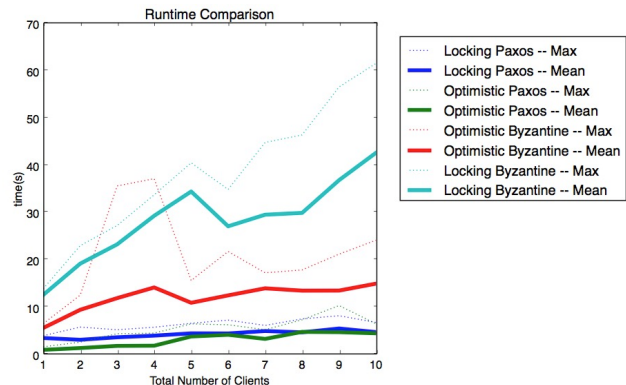 Runtime Comparison
70
60
50
40
30
20
10
0
time(s)
1 2 3 4 5 6 7 8 9 10
Total Number of Clients
Locking Paxos -- Max
Locking Paxos -- Mean
Optimistic Paxos -- Max
Optimistic Paxos -- Mean
Optimistic Byzantine -- Max
Optimistic Byzantine -- Mean
Locking Byzantine -- Max
Locking Byzantine -- Mean